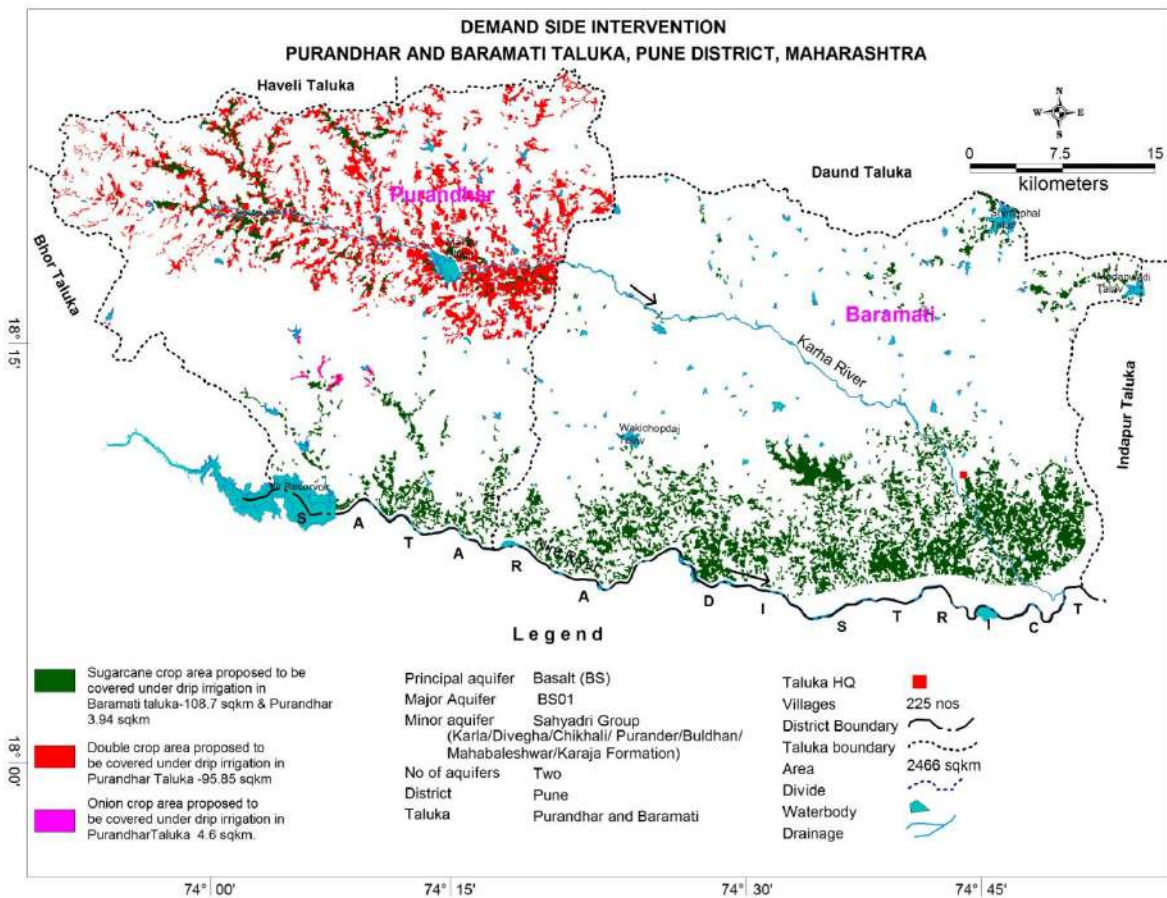 DEMAND SIDE INTERVENTION
PURANDHAR AND BARAMATI TALUKA, PUNE DISTRICT, MAHARASHTRA
Haveli Taluka
N
W E
S
0 7.5 15
kilometers
Daund Taluka
Purandhar
Bhor Taluka
Baramati
Karha River
Indapur Taluka
Wakichopdaj
Talav
Talav
18° 15'
S A T A R A D I S T R I C T
Legend
Sugarcane crop area proposed to be
covered under drip irrigation in
Baramati taluka-108.7 sqkm & Purandhar
3.94 sqkm
Double crop area proposed to
be covered under drip irrigation in
Purandhar Taluka -95.85 sqkm
Onion crop area proposed to
be covered under drip irrigation in
PurandharTaluka 4.6 sqkm.
Principal aquifer Basalt (BS)
Major Aquifer BS01
Minor aquifer Sahyadri Group
(Karla/Divegha/Chikhali/ Purander/Buldhan/
Mahabaleshwar/Karaja Formation)
No of aquifers Two
District Pune
Taluka Purandhar and Baramati
Taluka HQ
Villages 225 nos
District Boundary
Taluka boundary
Area 2466 sqkm
Divide
Waterbody
Drainage
18° 00'
74° 00' 74° 15' 74° 30' 74° 45'